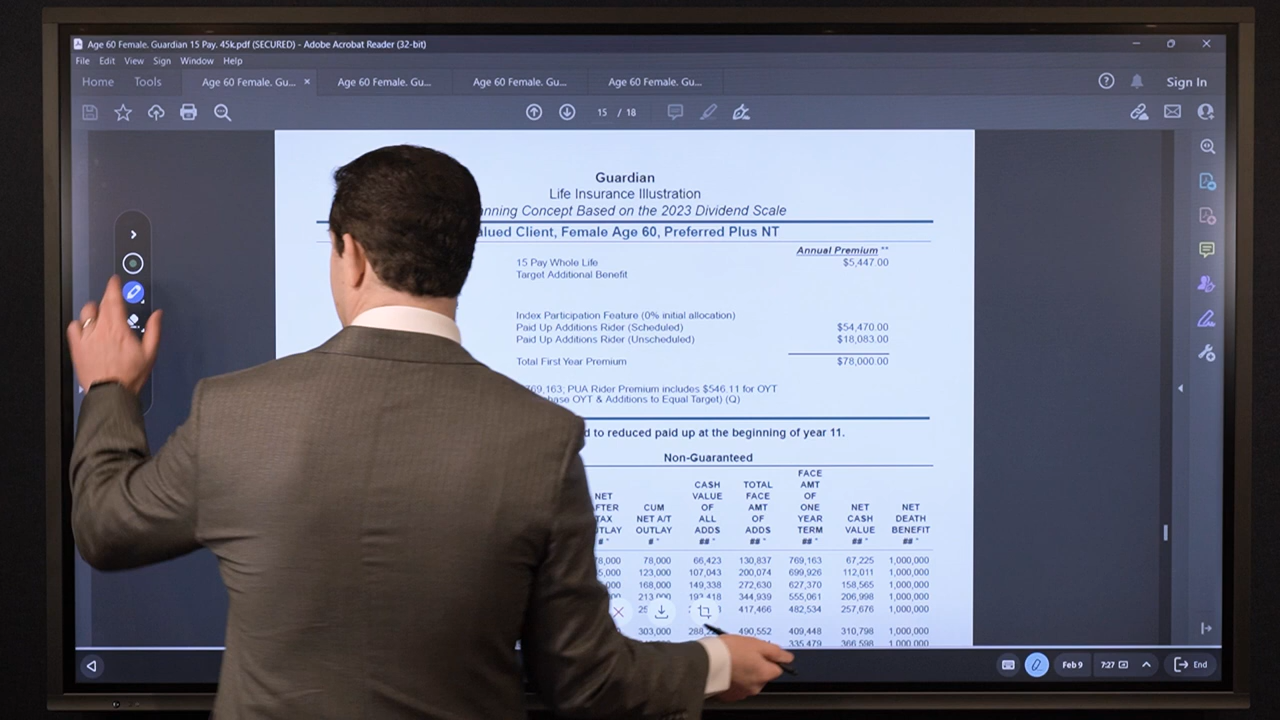 Age 60 Female. Guardian 15 Pay. 45k.pdf (SECURED) - Adobe Acrobat Reader (32-bit)
File Edit View Sign Window Help
Home Tools Age 60 Female. Gu... × Age 60 Female. Gu... Age 60 Female. Gu... Age 60 Female. Gu... Sign In
15 / 18
Guardian
Life Insurance Illustration
Concept Based on the 2023 Dividend Scale
Client, Female Age 60, Preferred Plus NT
Annual Premium **
15 Pay Whole Life $5,447.00
Target Additional Benefit
Index Participation Feature (0% initial allocation)
Paid Up Additions Rider (Scheduled) $54,470.00
Paid Up Additions Rider (Unscheduled) $18,083.00
Total First Year Premium $78,000.00
769,163; PUA Rider Premium includes $546.11 for OYT
OYT & Additions to Equal Target) (Q)
to reduced paid up at the beginning of year 11.
Non-Guaranteed
FACE
CASH TOTAL AMT
NET VALUE FACE OF NET NET
CUM OF AMT ONE CASH DEATH
TAX NET A/T ALL OF YEAR VALUE BENEFIT
OUTLAY ADDS ADDS TERM
# * # * ## * ## * ## * ## * ## *
78,000 66,423 130,837 769,163 67,225 1,000,000
123,000 107,043 200,074 699,926 112,011 1,000,000
168,000 149,338 272,630 627,370 158,565 1,000,000
344,939 555,061 206,998 1,000,000
417,466 482,534 257,676 1,000,000
303,000 490,552 409,448 310,798 1,000,000
335,479 366,598 1,000,000
Feb 9 7:27 End